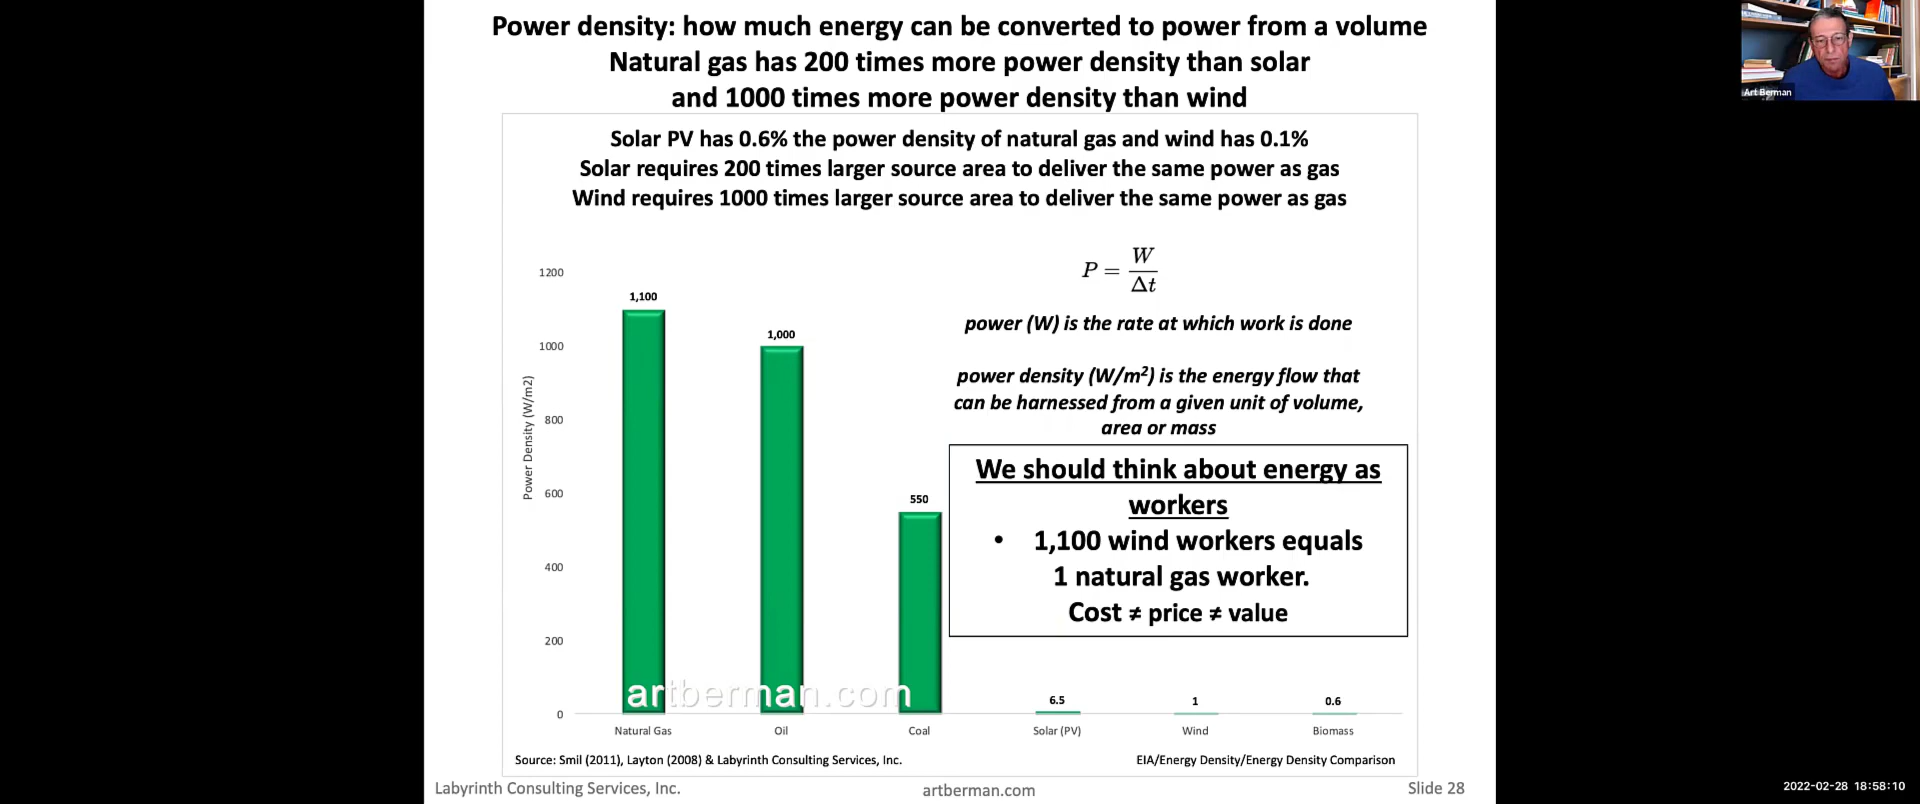 Power density: how much energy can be converted to power from a volume
Natural gas has 200 times more power density than solar
and 1000 times more power density than wind
Art Berman
Solar PV has 0.6% the power density of natural gas and wind has 0.1%
Solar requires 200 times larger source area to deliver the same power as gas
Wind requires 1000 times larger source area to deliver the same power as gas
P = W
Δt
power (W) is the rate at which work is done
power density (W/m²) is the energy flow that
can be harnessed from a given unit of volume,
area or mass
We should think about energy as
workers
• 1,100 wind workers equals
1 natural gas worker.
Cost ≠ price ≠ value
Power Density (W/m2)
1200
1000
800
600
400
200
0
1,100
1,000
550
6.5
1
0.6
artberman.com
Natural Gas
Oil
Coal
Solar (PV)
Wind
Biomass
Source: Smil (2011), Layton (2008) & Labyrinth Consulting Services, Inc.
EIA/Energy Density/Energy Density Comparison
Labyrinth Consulting Services, Inc.
artberman.com
Slide 28
2022-02-28 18:58:10